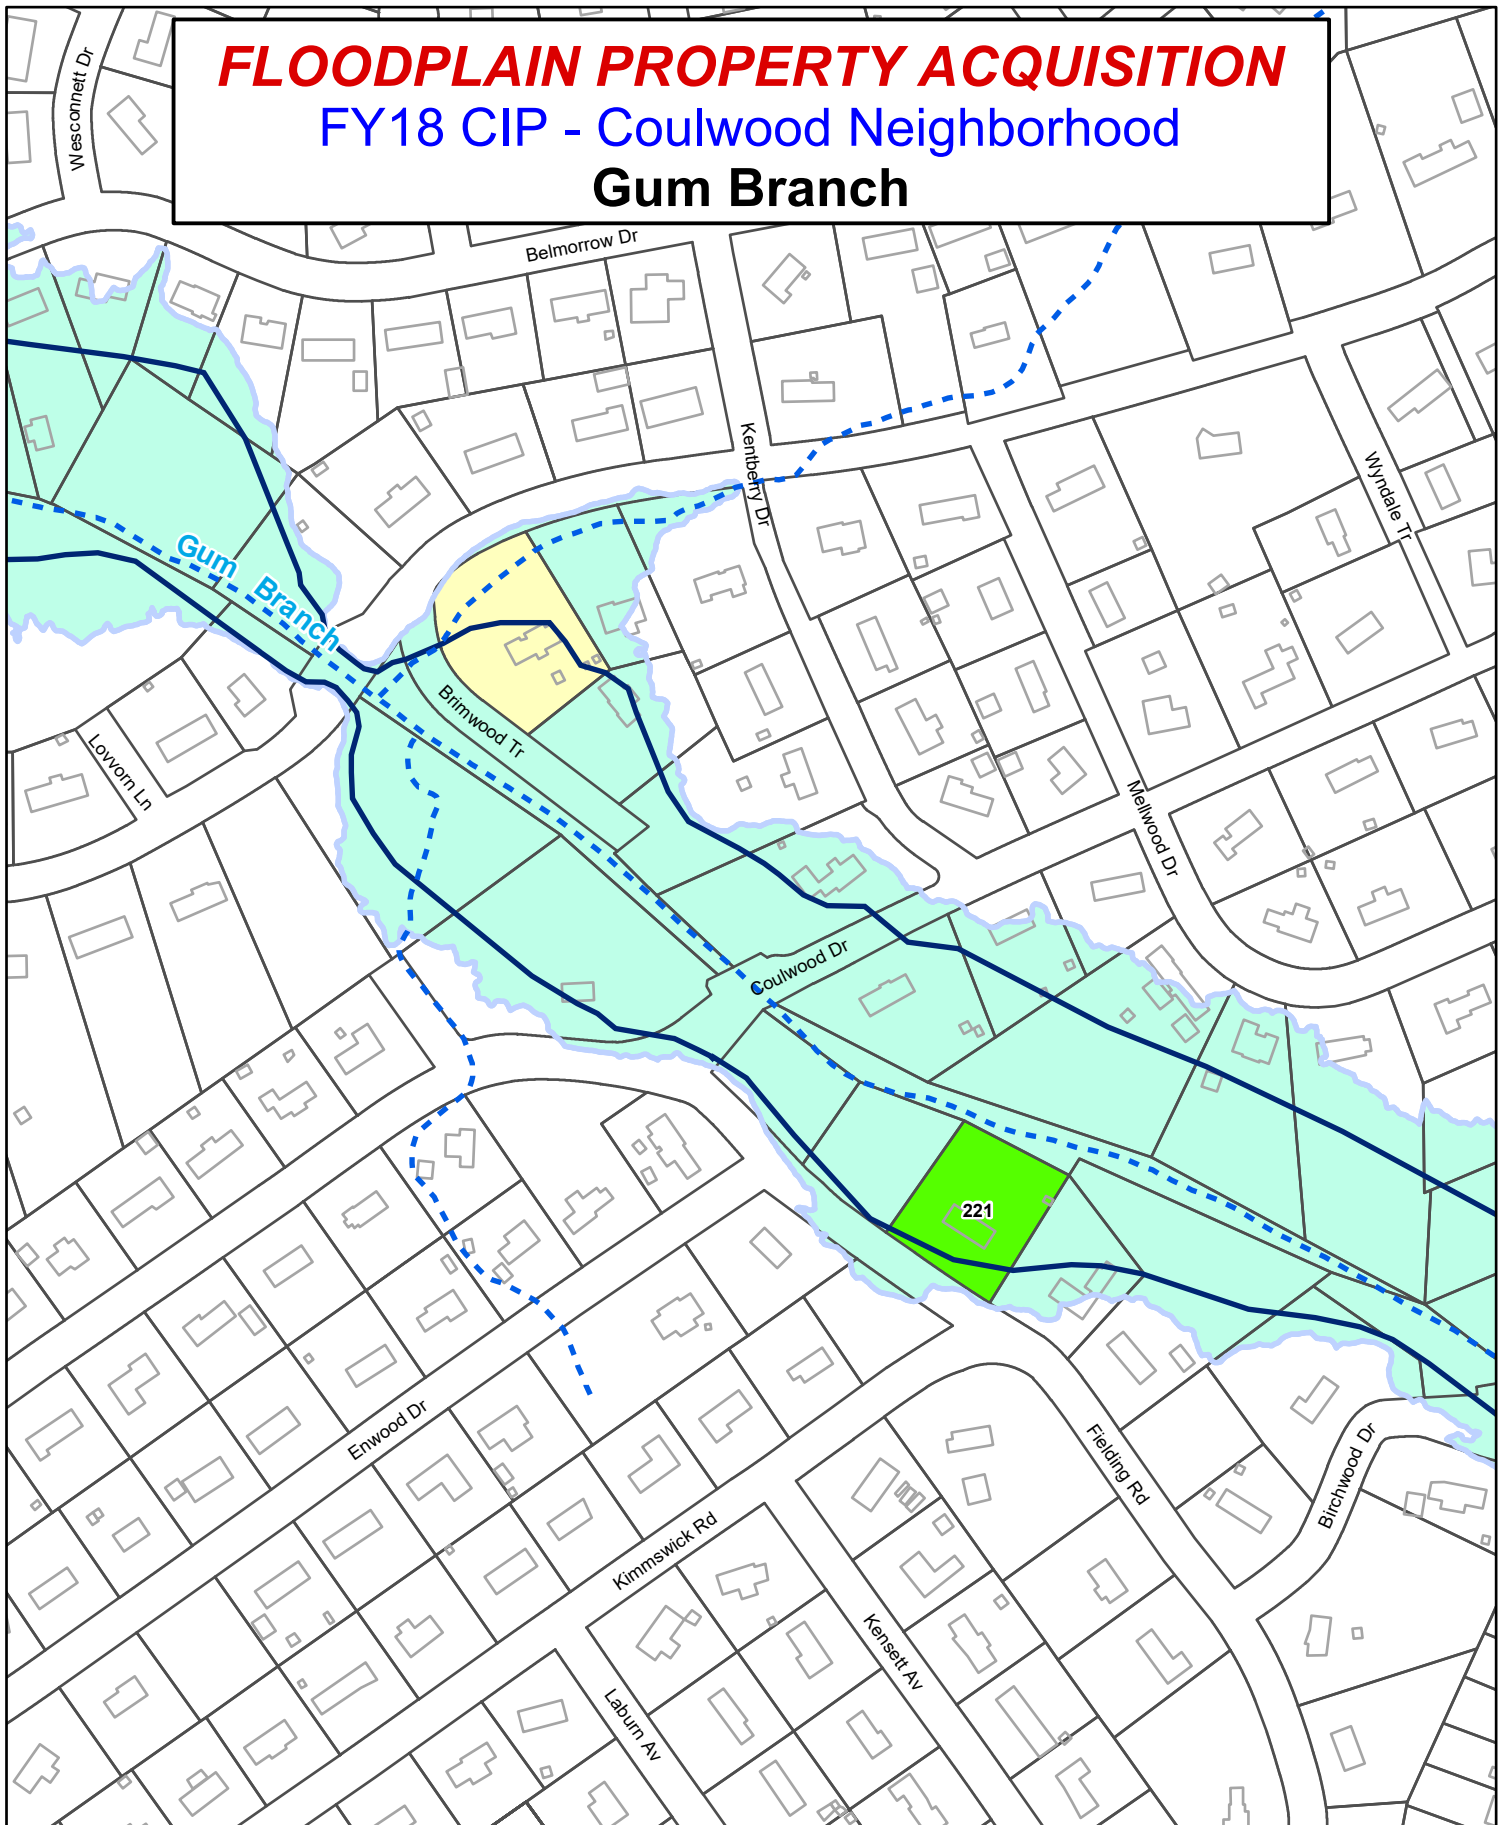 FLOODPLAIN PROPERTY ACQUISITION
FY18 CIP - Coulwood Neighborhood
Gum Branch
Wesconnett Dr
Belmorrow Dr
Kentberry Dr
Wyndale Tr
Gum Branch
Brimwood Tr
Lovvorn Ln
Mellwood Dr
Coulwood Dr
221
Enwood Dr
Fielding Rd
Birchwood Dr
Kimmswick Rd
Kensett Av
Laburn Av